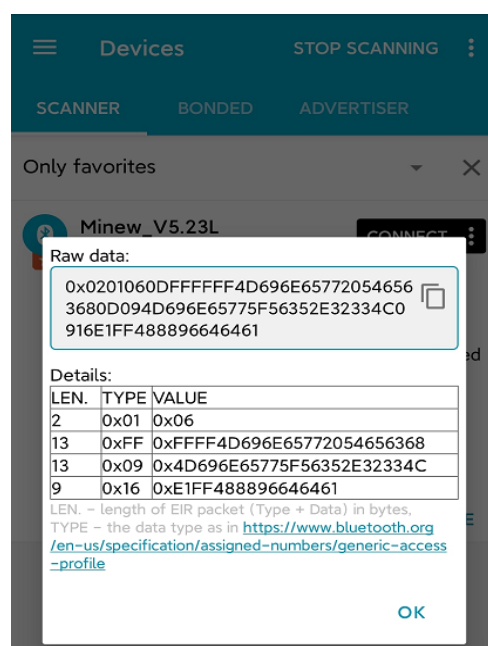 Devices STOP SCANNING
SCANNER BONDED ADVERTISER
Only favorites
Minew_V5.23L
CONNECT
Raw data:
0x0201060DFFFFFF4D696E65772054656
3680D094D696E65775F56352E32334C0
916E1FF488896646461
ed
Details:
LEN. TYPE VALUE
2 0x01 0x06
13 0xFF 0xFFFF4D696E65772054656368
13 0x09 0x4D696E65775F56352E32334C
9 0x16 0xE1FF488896646461
LEN. - length of EIR packet (Type + Data) in bytes,
TYPE - the data type as in https://www.bluetooth.org
/en-us/specification/assigned-numbers/generic-access
-profile
OK